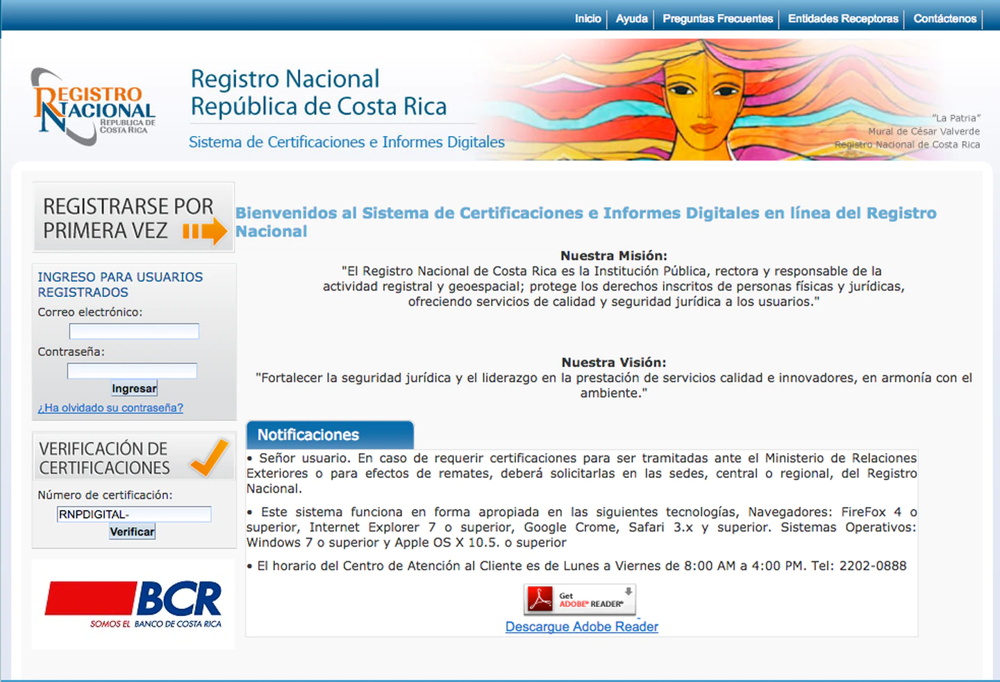 Inicio
Ayuda
Preguntas Frecuentes
Entidades Receptoras
Contáctenos
REGISTRO
NACIONAL
REPUBLICA DE
COSTA RICA
Registro Nacional
República de Costa Rica
Sistema de Certificaciones e Informes Digitales
"La Patria"
Mural de César Valverde
Registro Nacional de Costa Rica
REGISTRARSE POR
PRIMERA VEZ
INGRESO PARA USUARIOS
REGISTRADOS
Correo electrónico:
Contraseña:
Ingresar
¿Ha olvidado su contraseña?
VERIFICACIÓN DE
CERTIFICACIONES
Número de certificación:
RNPDIGITAL-
Verificar
BCR
SOMOS EL BANCO DE COSTA RICA
Bienvenidos al Sistema de Certificaciones e Informes Digitales en línea del Registro
Nacional
Nuestra Misión:
"El Registro Nacional de Costa Rica es la Institución Pública, rectora y responsable de la
actividad registral y geoespacial; protege los derechos inscritos de personas físicas y jurídicas,
ofreciendo servicios de calidad y seguridad jurídica a los usuarios."
Nuestra Visión:
"Fortalecer la seguridad jurídica y el liderazgo en la prestación de servicios calidad e innovadores, en armonía con el
ambiente."
Notificaciones
• Señor usuario. En caso de requerir certificaciones para ser tramitadas ante el Ministerio de Relaciones
Exteriores o para efectos de remates, deberá solicitarlas en las sedes, central o regional, del Registro
Nacional.
• Este sistema funciona en forma apropiada en las siguientes tecnologías, Navegadores: FireFox 4 o
superior, Internet Explorer 7 o superior, Google Crome, Safari 3.x y superior. Sistemas Operativos:
Windows 7 o superior y Apple OS X 10.5. o superior
• El horario del Centro de Atención al Cliente es de Lunes a Viernes de 8:00 AM a 4:00 PM. Tel: 2202-0888
Get
ADOBE® READER®
Descargue Adobe Reader